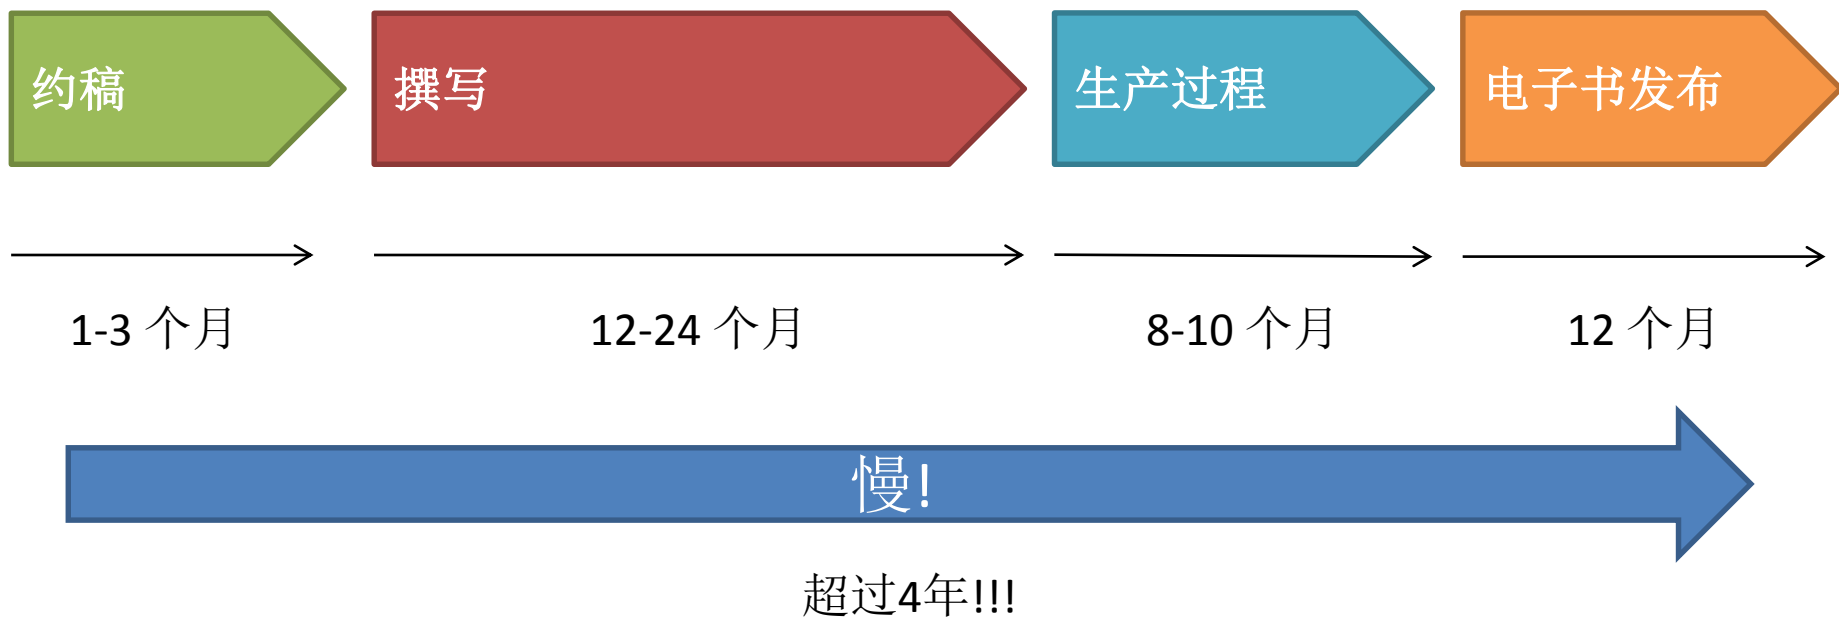 约稿
撰写
生产过程
电子书发布
1-3 个月
12-24 个月
8-10 个月
12 个月
慢!
超过4年!!!